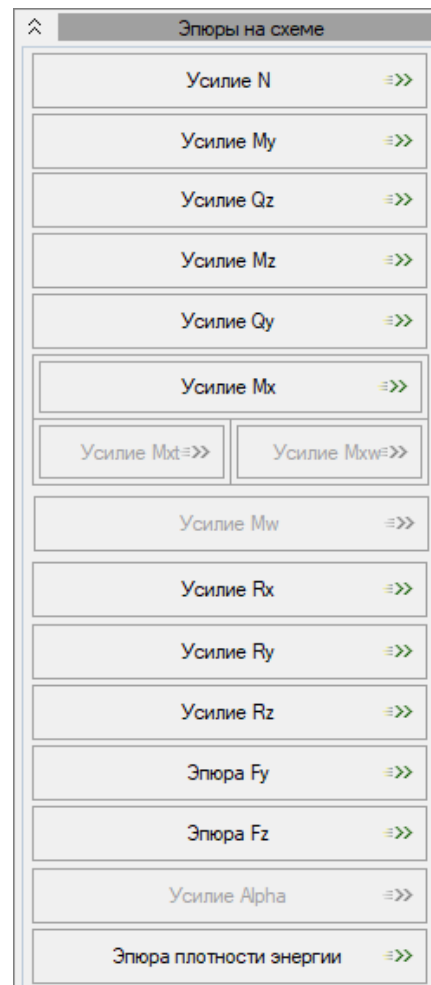 Эпюры на схеме
Усилие N
Усилие My
Усилие Qz
Усилие Mz
Усилие Qy
Усилие Mx
Усилие Mxt
Усилие Mxw
Усилие Mw
Усилие Rx
Усилие Ry
Усилие Rz
Эпюра Fy
Эпюра Fz
Усилие Alpha
Эпюра плотности энергии